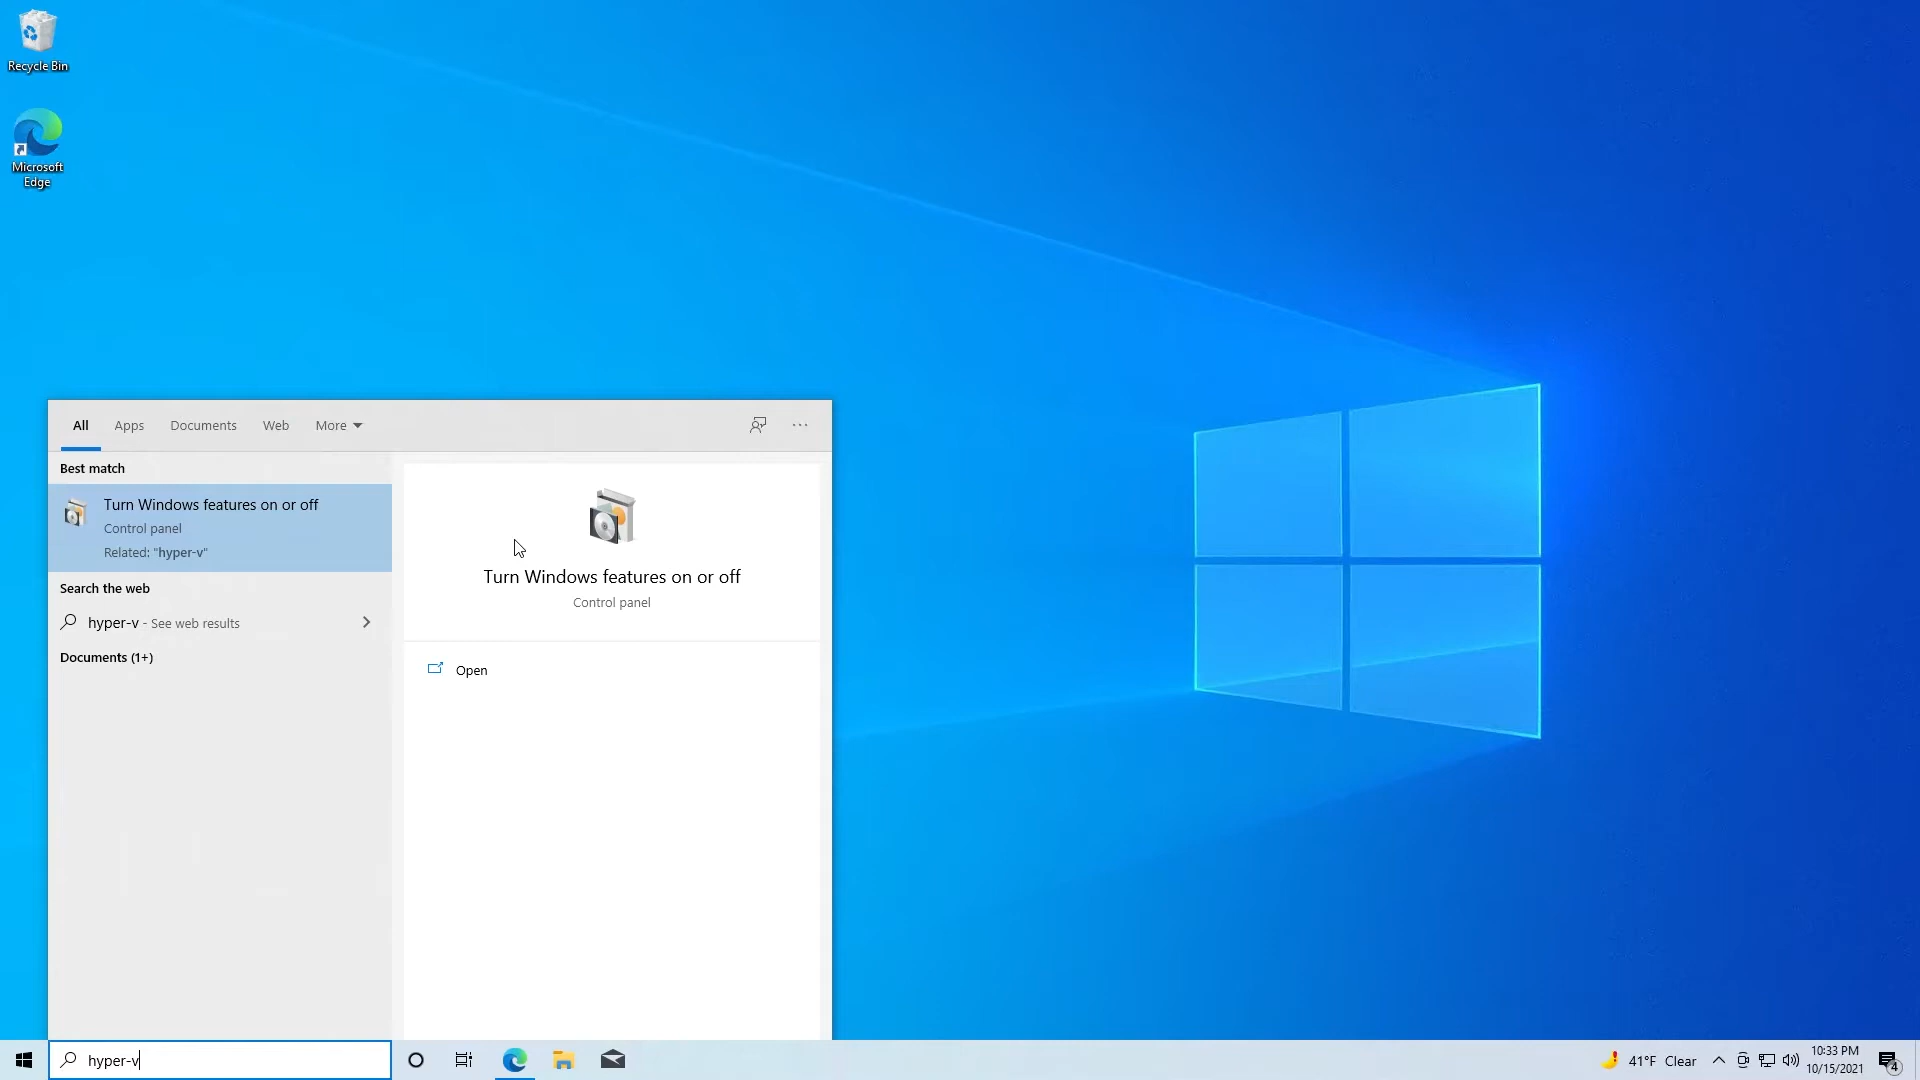 Recycle Bin
Microsoft
Edge
All
Apps
Documents
Web
More
Best match
Turn Windows features on or off
Control panel
Related: "hyper-v"
Search the web
hyper-v - See web results
Documents (1+)
Turn Windows features on or off
Control panel
Open
hyper-v
41°F Clear
10:33 PM
10/15/2021
4